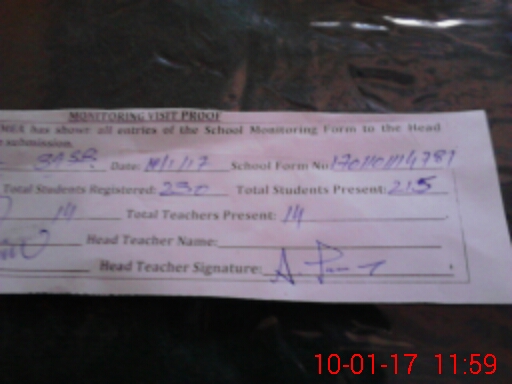 MONITORING VISIT PROOF
MEA has shown all entries of the School Monitoring Form to the Head
submission.
Date: /1/17 School Form No:
Total Students Registered: 230 Total Students Present: 215
14 Total Teachers Present: 14
Head Teacher Name:
Head Teacher Signature:
10-01-17 11:59